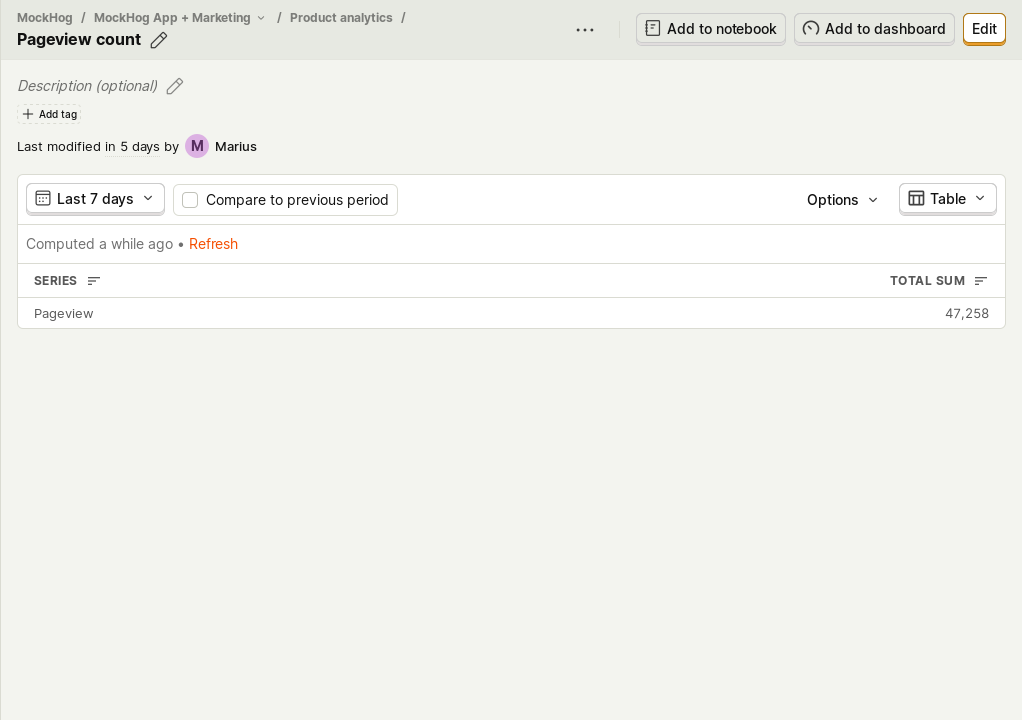 MockHog / MockHog App + Marketing / Product analytics /
Pageview count
Add to notebook
Add to dashboard
Edit
Description (optional)
Add tag
Last modified in 5 days by M Marius
Last 7 days
Compare to previous period
Options
Table
Computed a while ago • Refresh
SERIES TOTAL SUM
Pageview 47,258